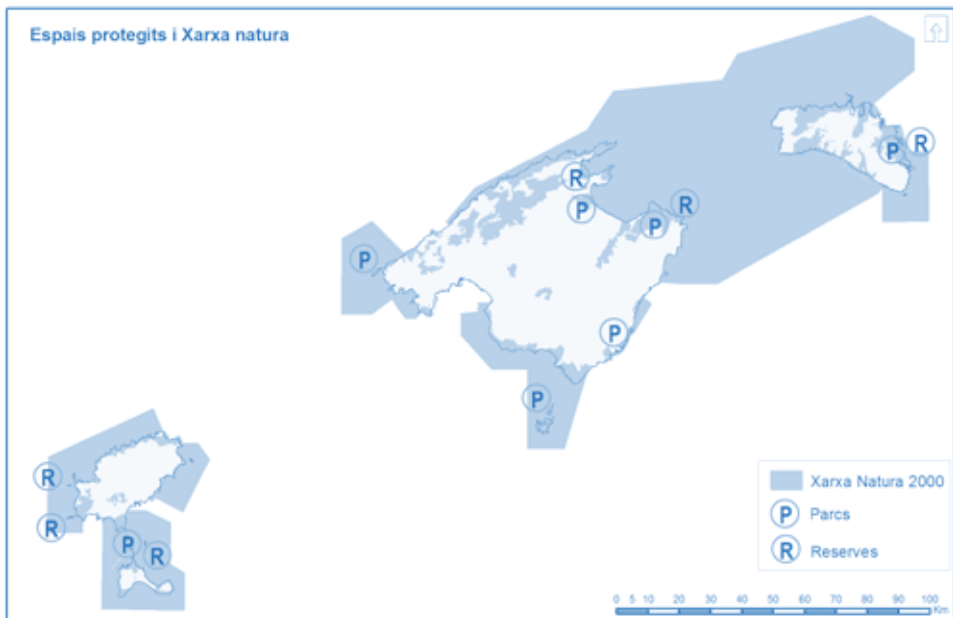 Espais protegits i Xarxa natura
R
P
R
R
P
P
R
P
P
P
R
R
P
R
Xarxa Natura 2000
P Parcs
R Reserves
0 5 10 20 30 40 50 60 70 80 90 100
Km